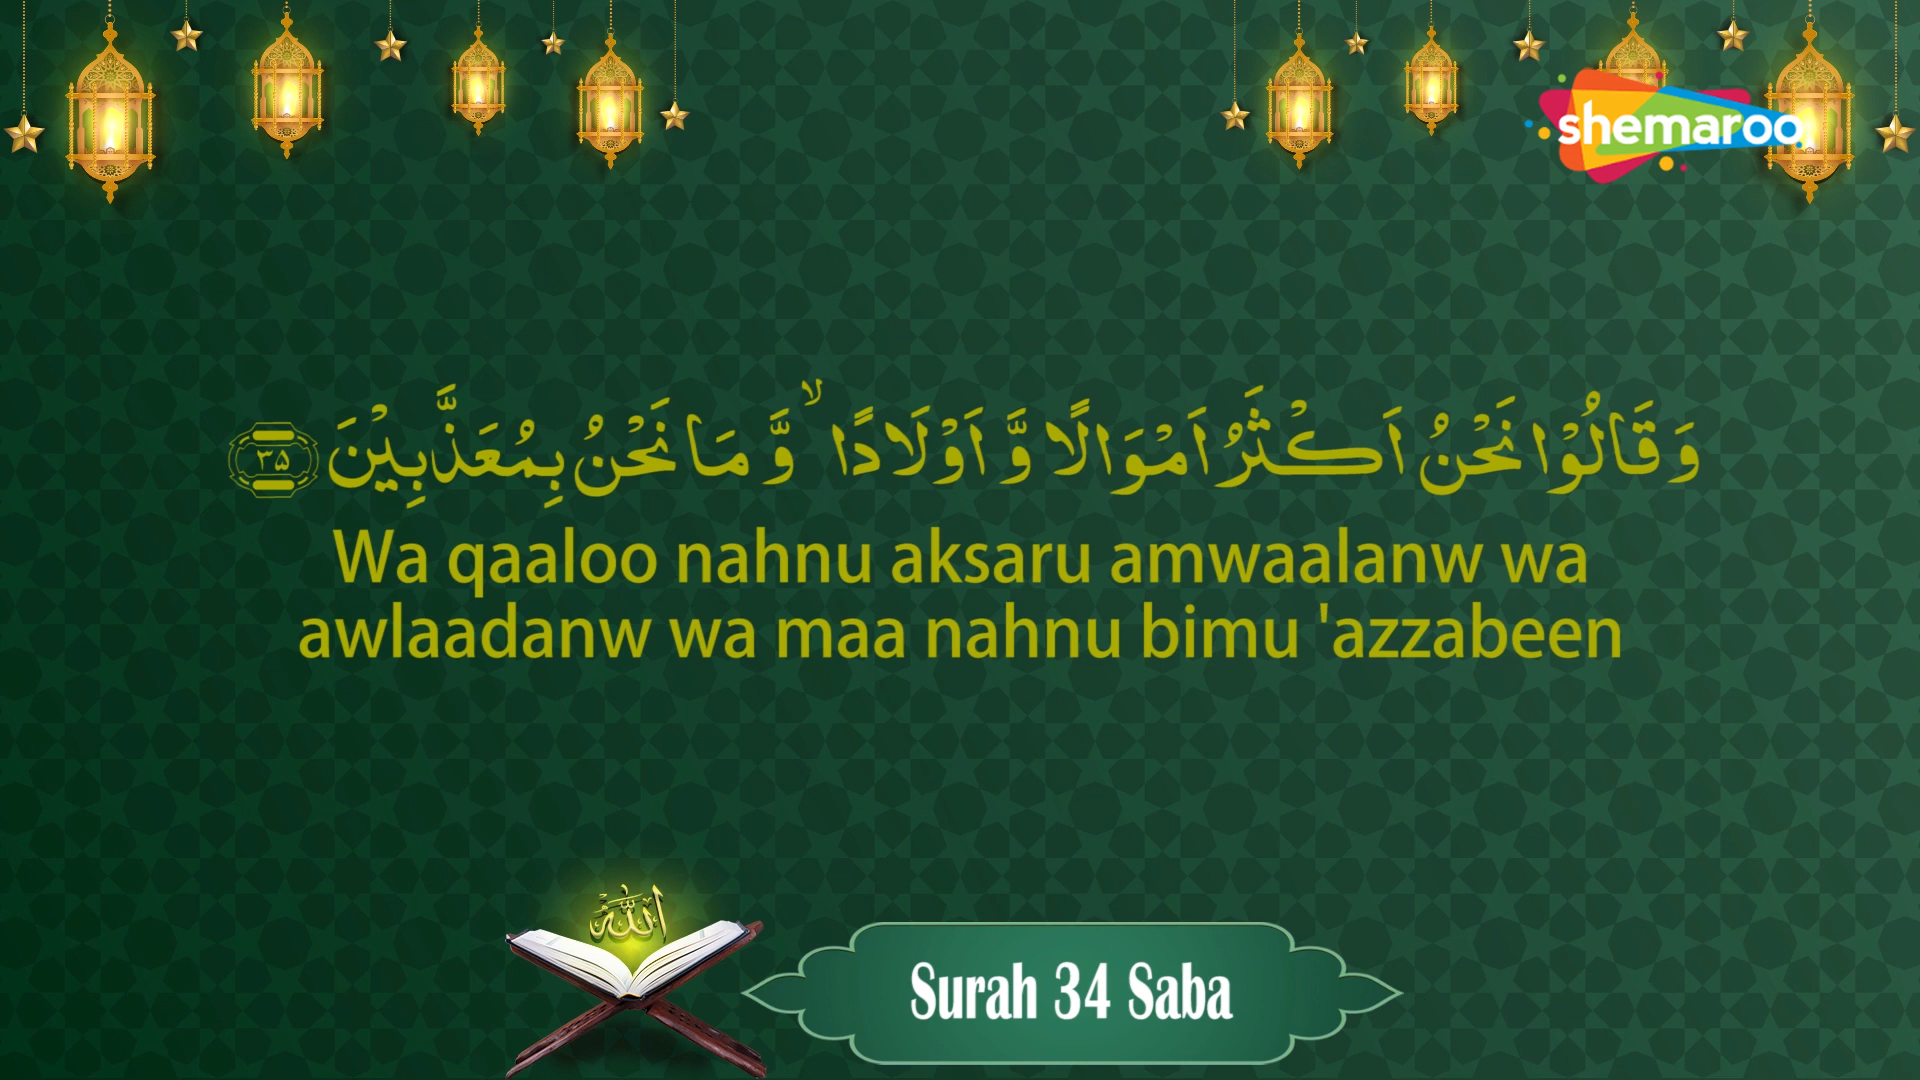 shemaroo
وَقَالُوْا نَحْنُ اَكْثَرُ اَمْوَالًا وَّ اَوْلَادًا ۙ وَّ مَا نَحْنُ بِمُعَذَّبِيْنَ ۳۵
Wa qaaloo nahnu aksaru amwaalanw wa
awlaadanw wa maa nahnu bimu 'azzabeen
الله
Surah 34 Saba